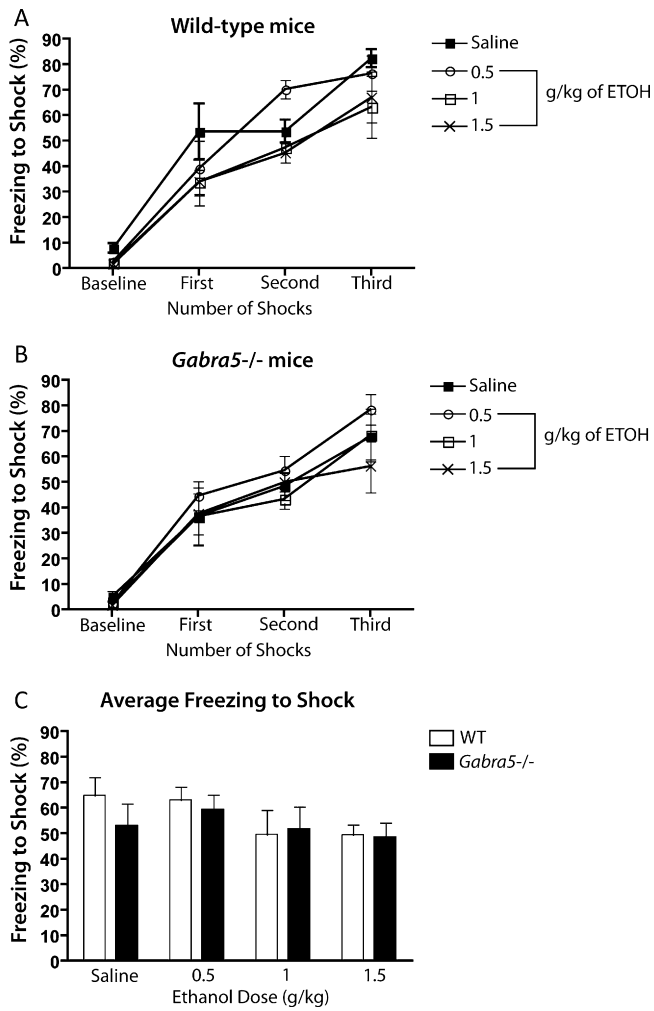 A
Wild-type mice
Freezing to Shock (%)
90
80
70
60
50
40
30
20
10
0
Baseline First Second Third
Number of Shocks
Saline
0.5
1
1.5
g/kg of ETOH
B
Gabra5-/- mice
Freezing to Shock (%)
90
80
70
60
50
40
30
20
10
0
Baseline First Second Third
Number of Shocks
Saline
0.5
1
1.5
g/kg of ETOH
C
Average Freezing to Shock
Freezing to Shock (%)
90
80
70
60
50
40
30
20
10
0
Saline 0.5 1 1.5
Ethanol Dose (g/kg)
WT
Gabra5-/-